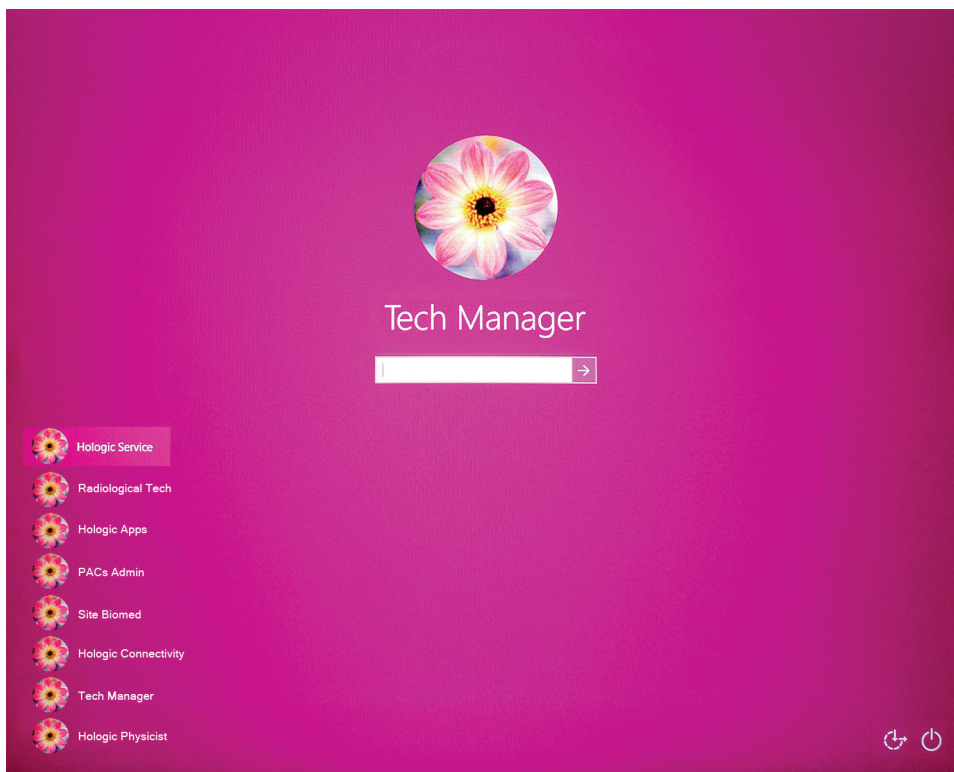 Tech Manager
Hologic Service
Radiological Tech
Hologic Apps
PACs Admin
Site Biomed
Hologic Connectivity
Tech Manager
Hologic Physicist